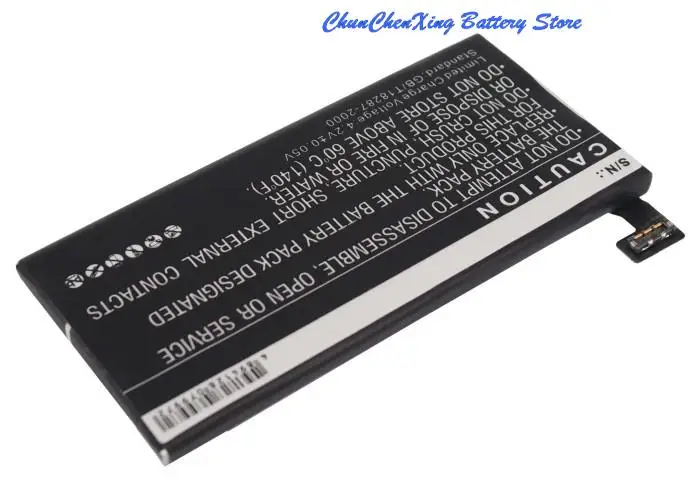 ChunChenXing Battery Store
S/N.:
CAUTION
•DO NOT ATTEMPT TO DISASSEMBLE, OPEN OR SERVICE
THE BATTERY PACK.
•REPLACE ONLY WITH THE BATTERY PACK DESIGNATED
FOR THIS PRODUCT.
•DO NOT CRUSH, PUNCTURE, SHORT EXTERNAL CONTACTS
OR DISPOSE OF IN FIRE OR WATER.
•DO NOT STORE ABOVE 60°C (140°F).
Standard:GB/T18287-2000
Limited Charge Voltage 4.2V±0.05V